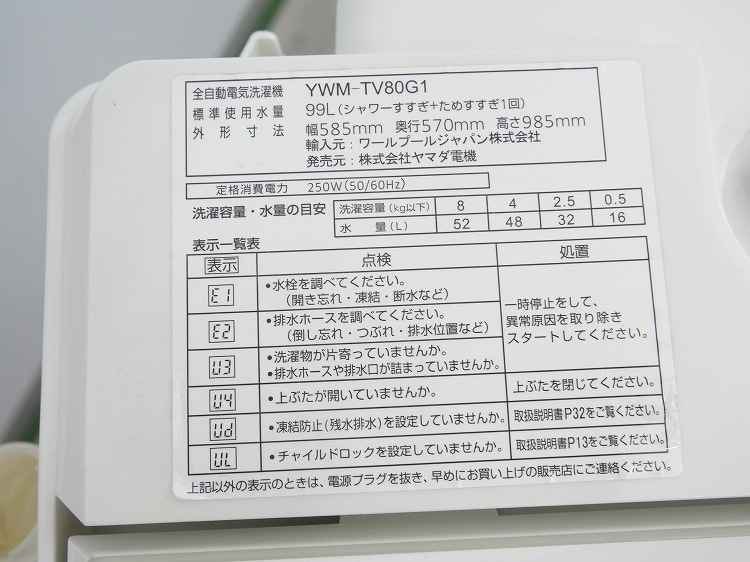 全自動電気洗濯機 YWM-TV80G1
標準使用水量 99L(シャワーすすぎ+ためすすぎ1回)
外形寸法 幅585mm 奥行570mm 高さ985mm
輸入元:ワールプールジャパン株式会社
発売元:株式会社ヤマダ電機
定格消費電力 250W(50/60Hz)
洗濯容量・水量の目安 洗濯容量(kg以下) 8 4 2.5 0.5
水量(L) 52 48 32 16
表示一覧表
表示 点検 処置
E1 •水栓を調べてください。
(開き忘れ・凍結・断水など)
E2 •排水ホースを調べてください。
(倒し忘れ・つぶれ・排水位置など)
U3 •洗濯物が片寄っていませんか。
•排水ホースや排水口が詰まっていませんか。
一時停止をして、
異常原因を取り除き
スタートしてください。
U4 •上ぶたが開いていませんか。 上ぶたを閉じてください。
Ud •凍結防止(残水排水)を設定していませんか。 取扱説明書P32をご覧ください。
UL •チャイルドロックを設定していませんか。 取扱説明書P13をご覧ください。
上記以外の表示のときは、電源プラグを抜き、早めにお買い上げの販売店にご連絡ください。